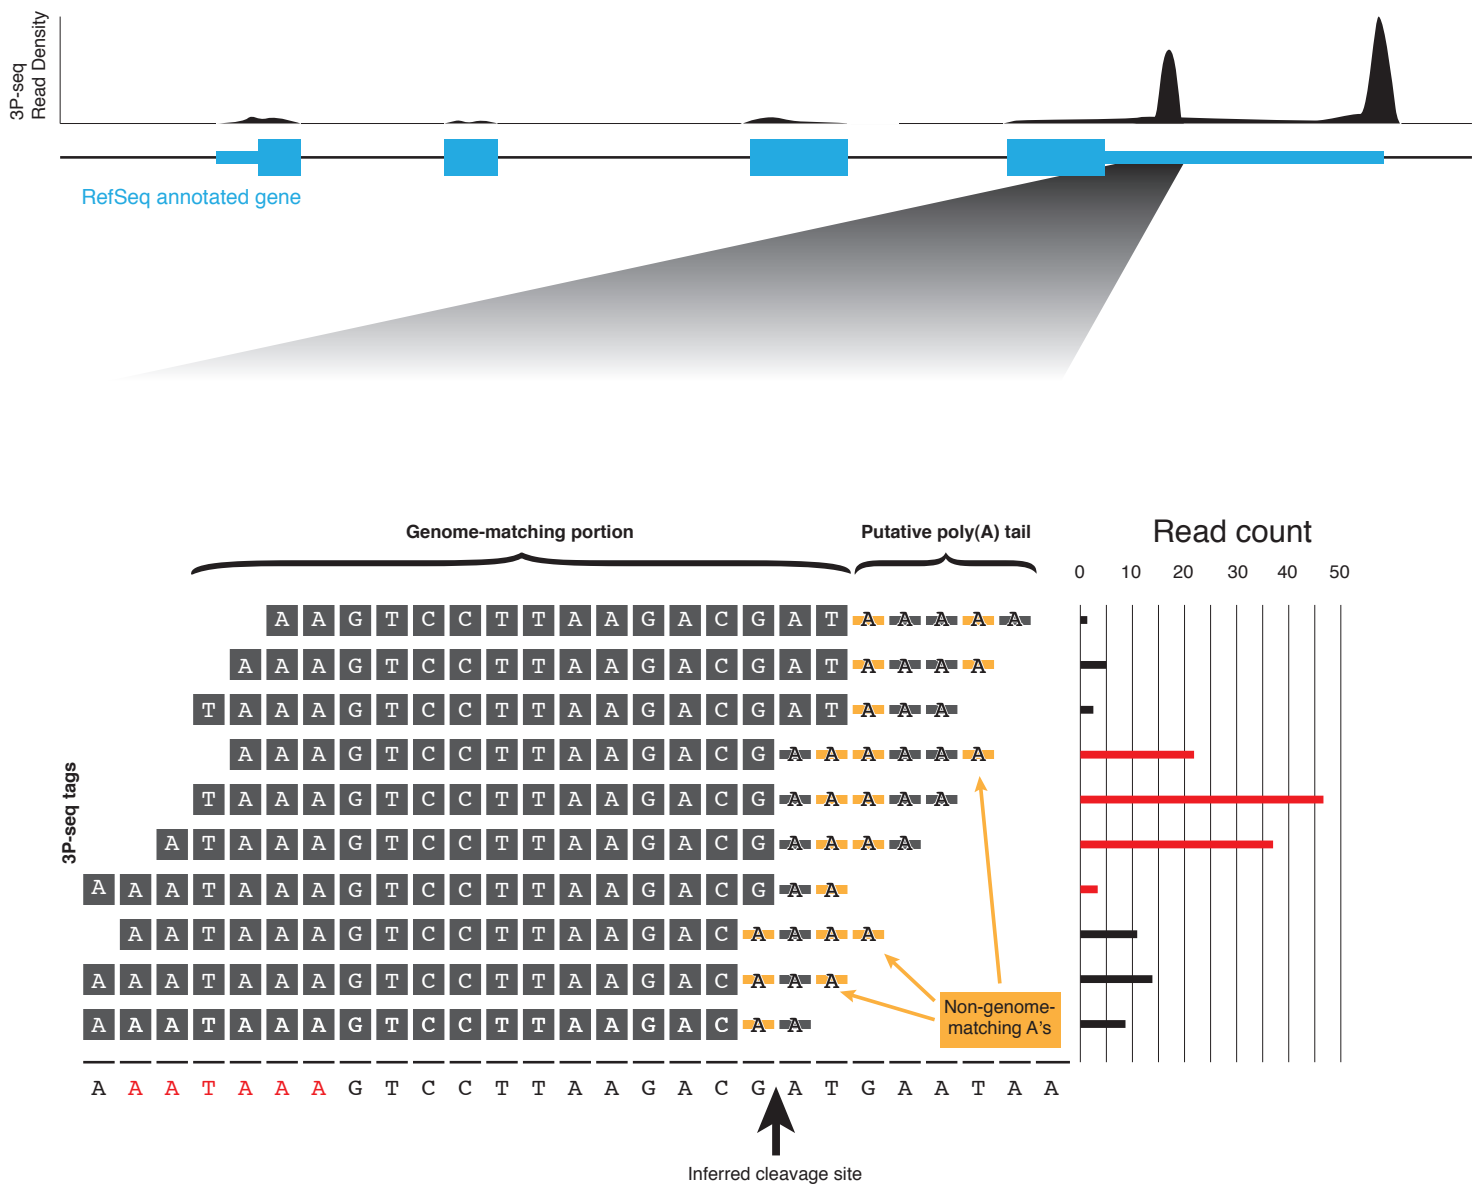 3P-seq
Read Density
RefSeq annotated gene
Genome-matching portion
Putative poly(A) tail
Read count
0 10 20 30 40 50
3P-seq tags
A A G T C C T T A A G A C G A T A A A A A
A A A G T C C T T A A G A C G A T A A A A
T A A A G T C C T T A A G A C G A T A A A
A A A G T C C T T A A G A C G A A A A A A
T A A A G T C C T T A A G A C G A A A A A
A T A A A G T C C T T A A G A C G A A A A
A A A T A A A G T C C T T A A G A C G A A
A A T A A A G T C C T T A A G A C A A A A
A A A T A A A G T C C T T A A G A C A A A
A A A T A A A G T C C T T A A G A C A A
Non-genome-
matching A's
A A A T A A A G T C C T T A A G A C G A T G A A T A A
Inferred cleavage site